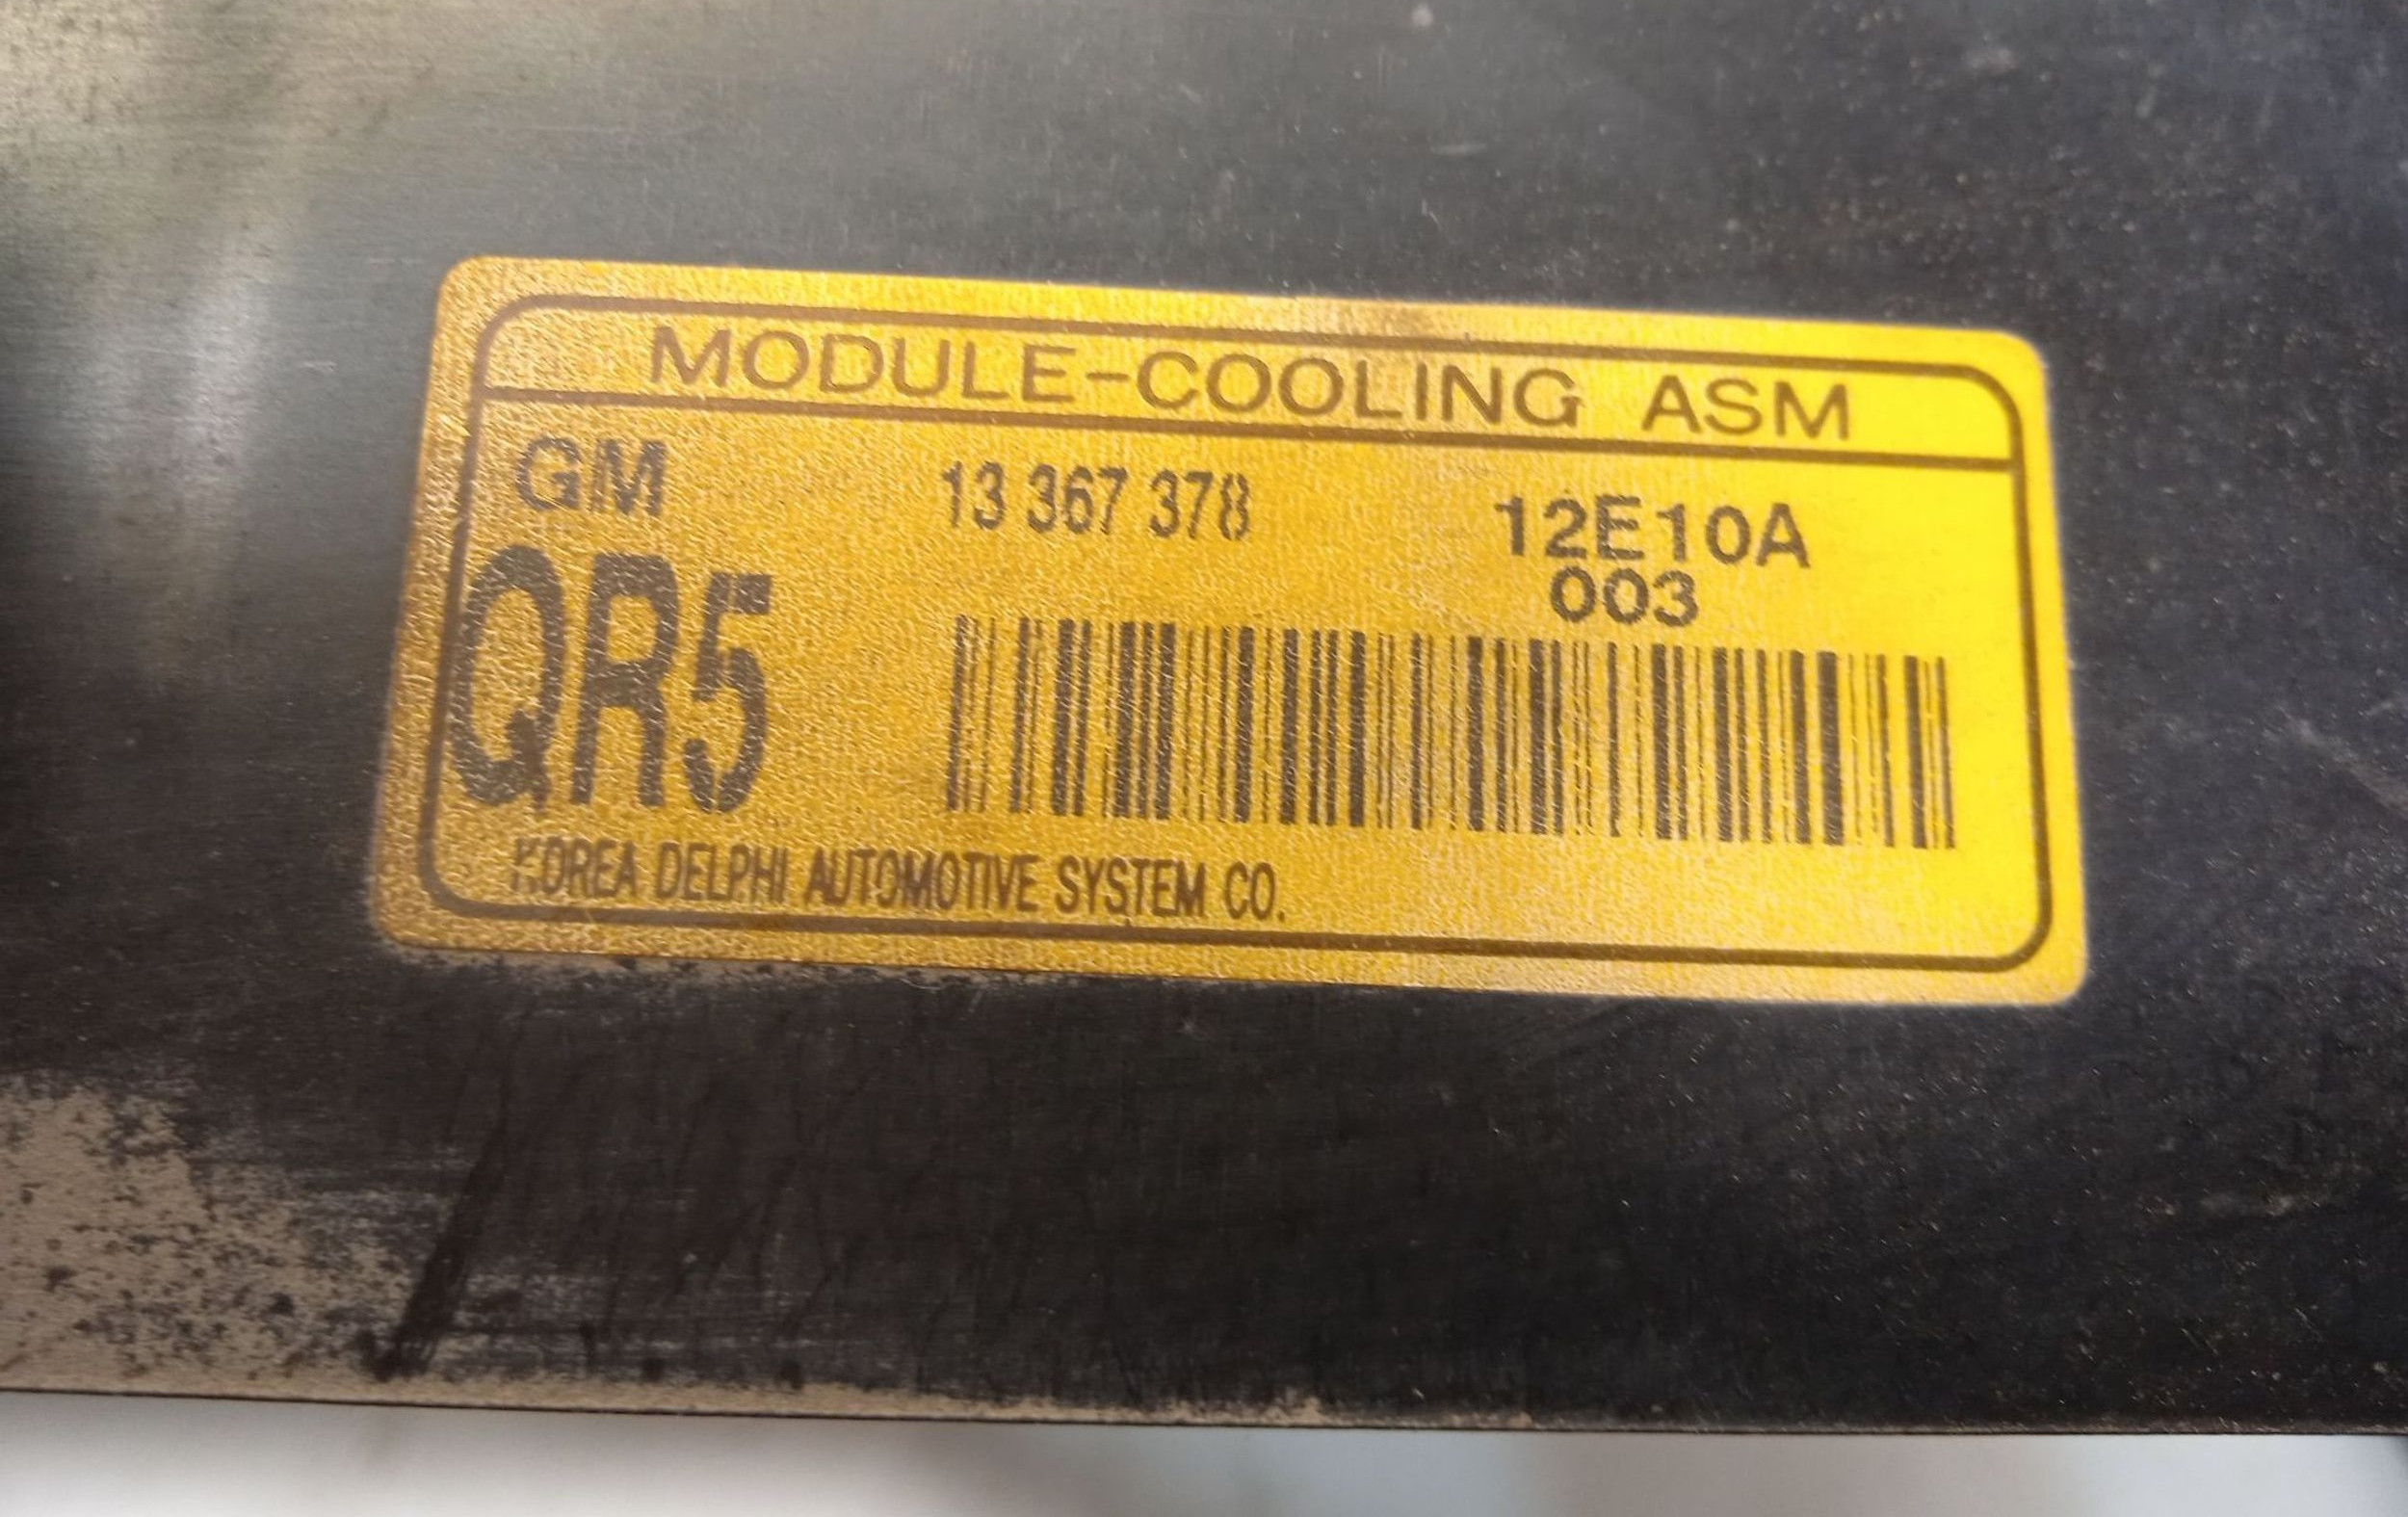 MODULE-COOLING ASM
GM 13 367 378 12E10A
003
QR5
KOREA DELPHI AUTOMOTIVE SYSTEM CO.